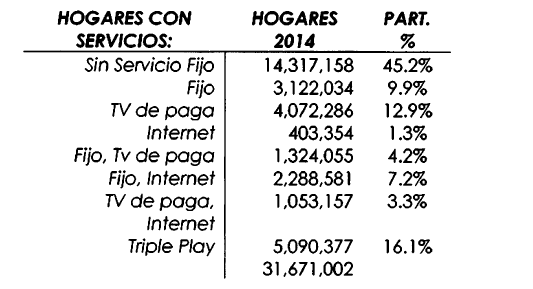 HOGARES CON HOGARES PART.
SERVICIOS: 2014 %
Sin Servicio Fijo 14,317,158 45.2%
Fijo 3,122,034 9.9%
TV de paga 4,072,286 12.9%
Internet 403,354 1.3%
Fijo, Tv de paga 1,324,055 4.2%
Fijo, Internet 2,288,581 7.2%
TV de paga, 1,053,157 3.3%
Internet
Triple Play 5,090,377 16.1%
31,671,002